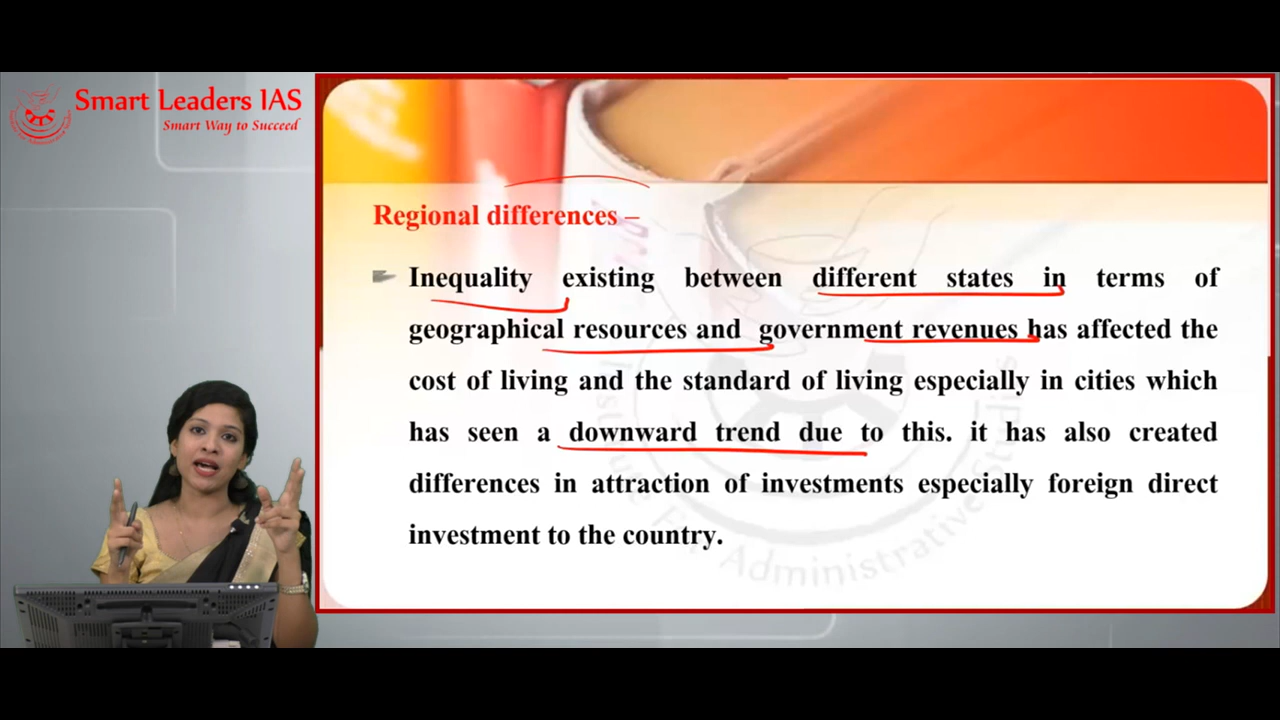 Smart Leaders IAS
Smart Way to Succeed
Regional differences –
Inequality existing between different states in terms of
geographical resources and government revenues has affected the
cost of living and the standard of living especially in cities which
has seen a downward trend due to this. it has also created
differences in attraction of investments especially foreign direct
investment to the country.